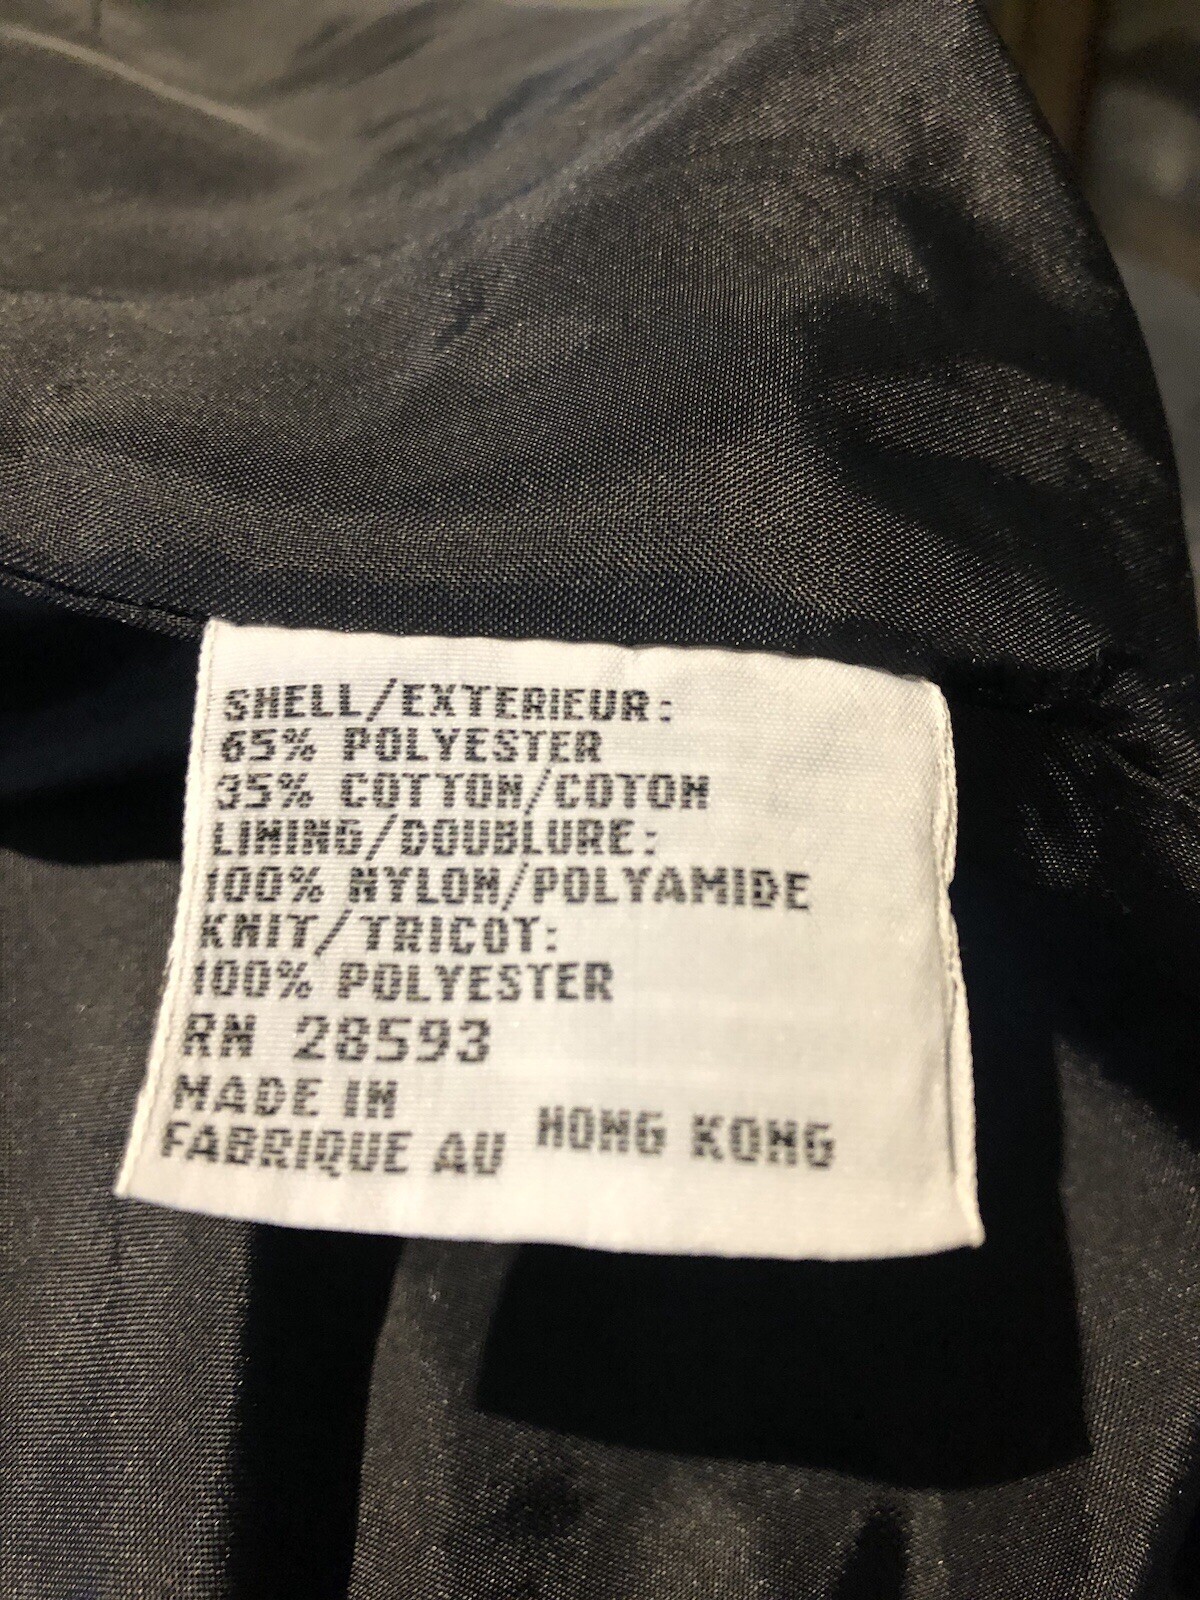 SHELL/EXTERIEUR:
65% POLYESTER
35% COTTON/COTON
LINING/DOUBLURE:
100% NYLON/POLYAMIDE
KNIT/TRICOT:
100% POLYESTER
RN 28593
MADE IN
FABRIQUE AU HONG KONG